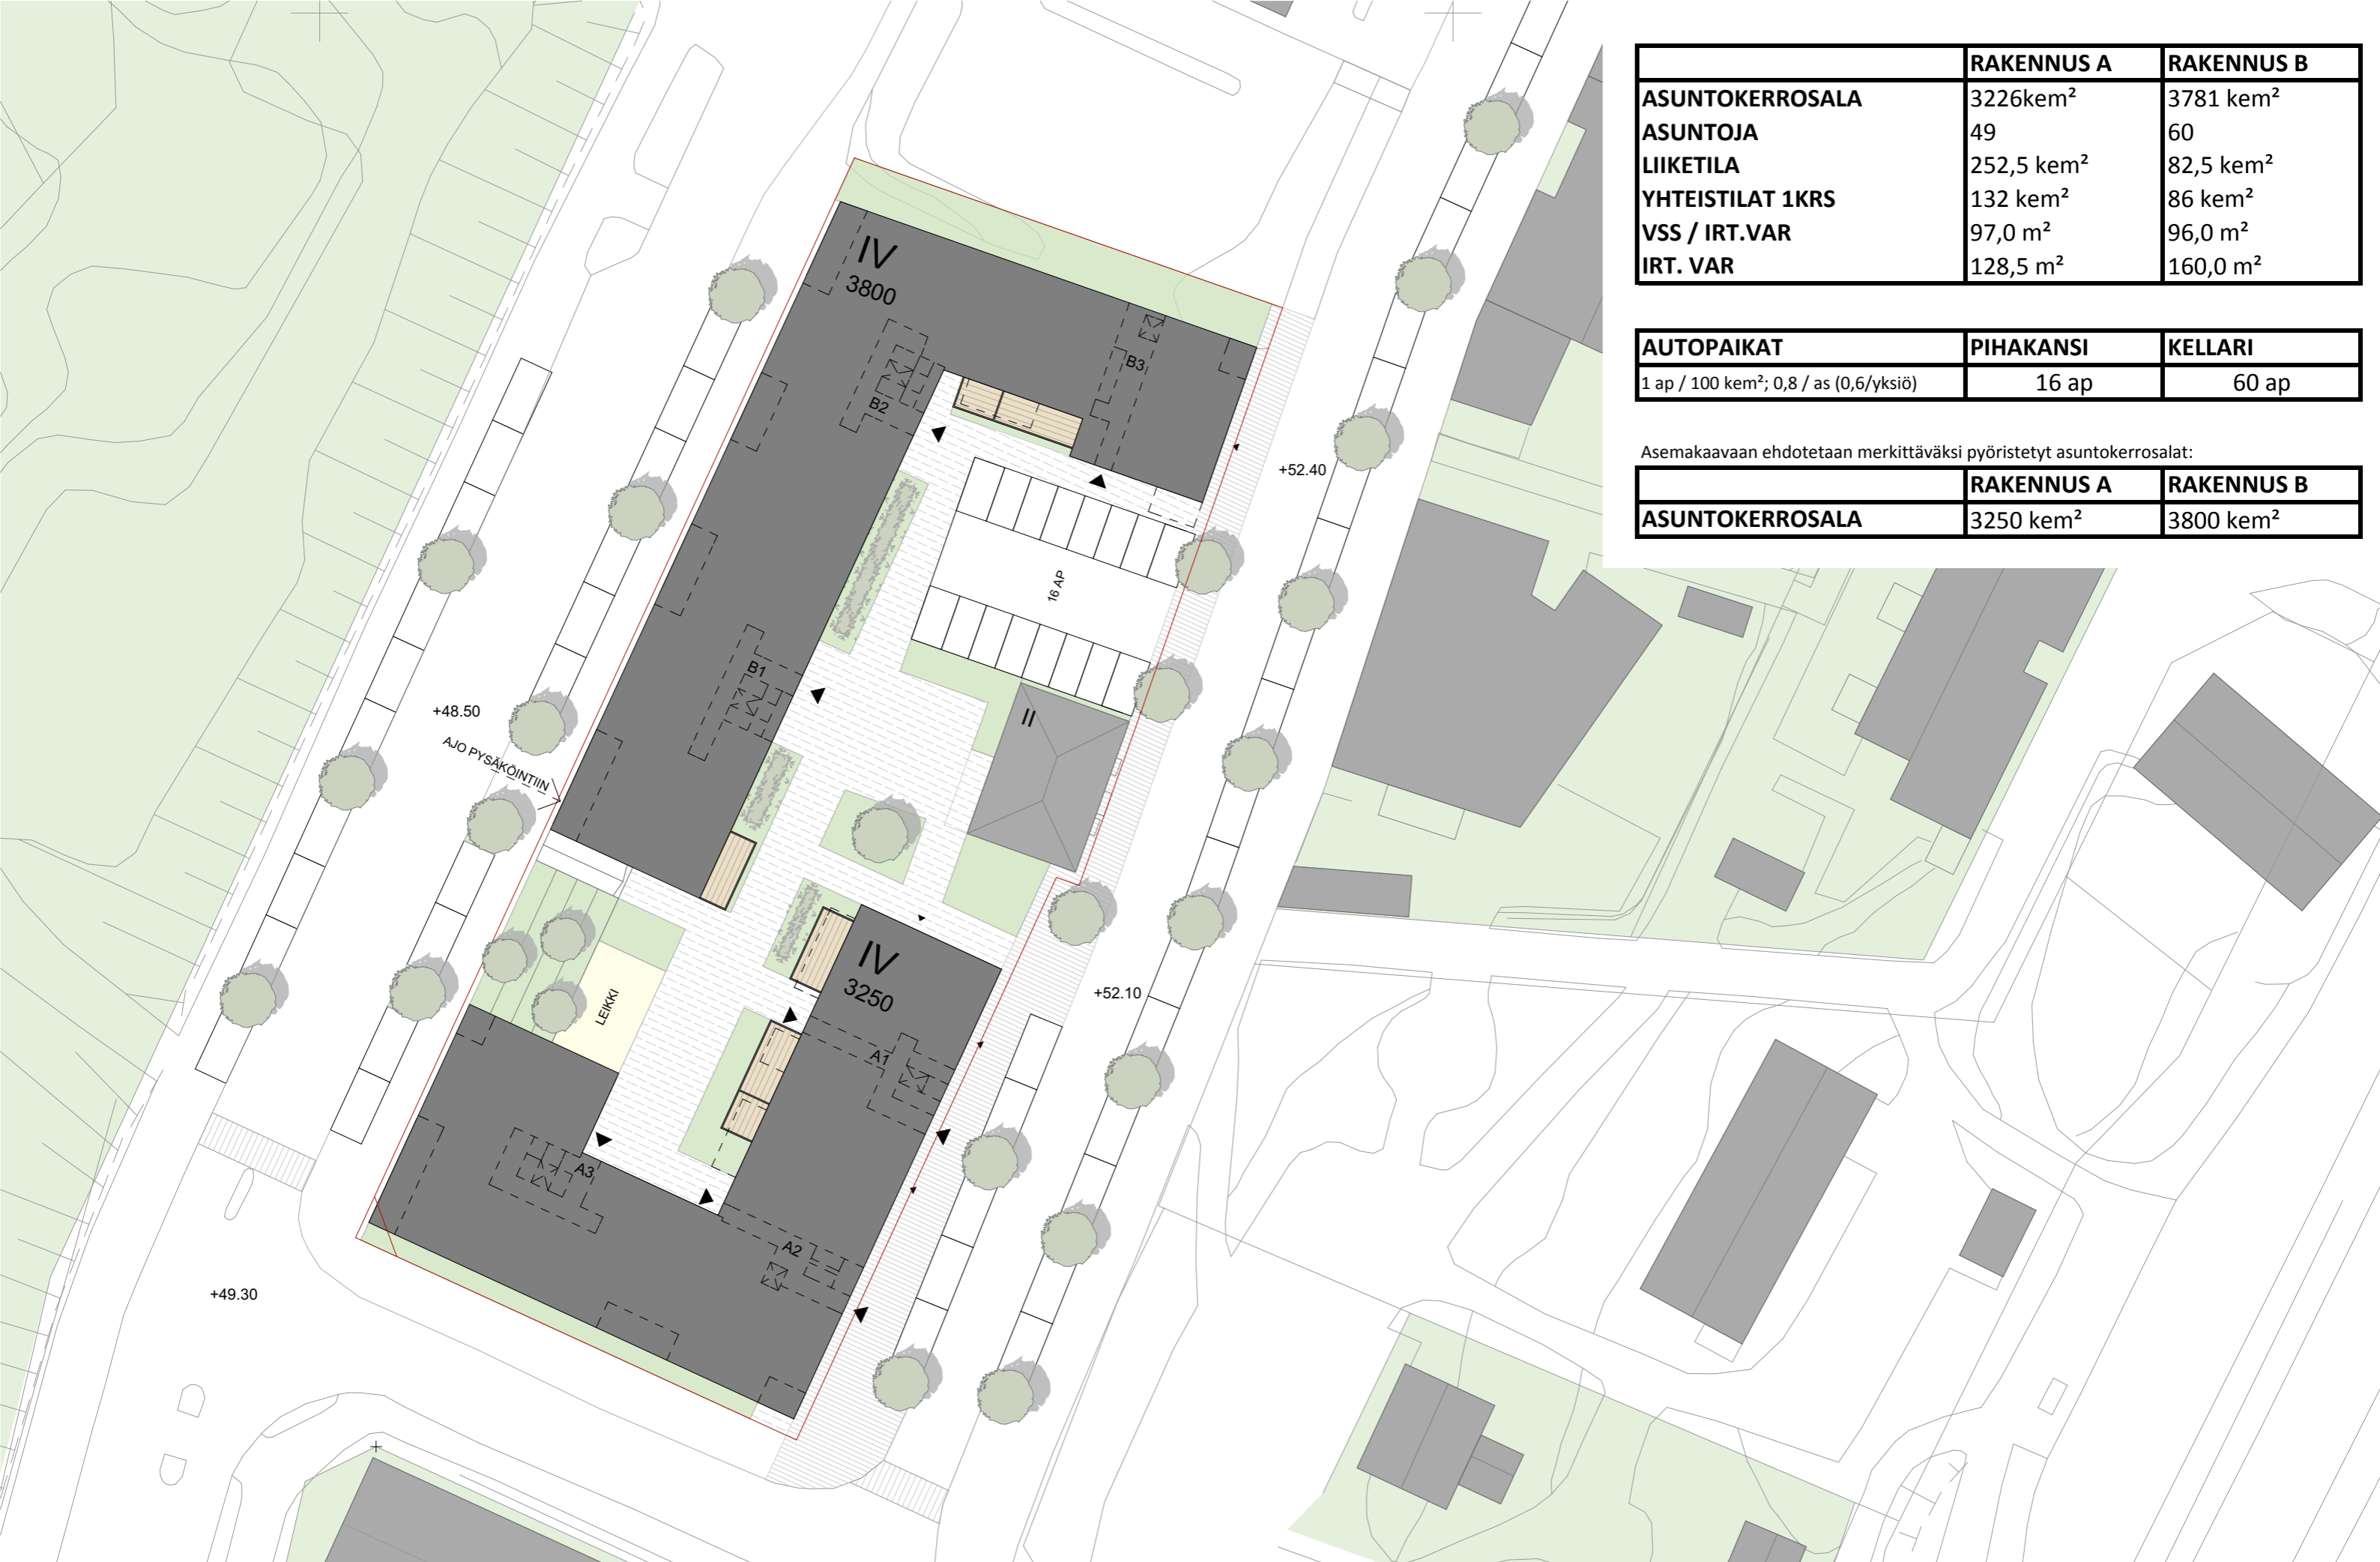 RAKENNUS A RAKENNUS B
ASUNTOKERROSALA 3226kem² 3781 kem²
ASUNTOJA 49 60
LIIKETILA 252,5 kem² 82,5 kem²
YHTEISTILAT 1KRS 132 kem² 86 kem²
VSS / IRT.VAR 97,0 m² 96,0 m²
IRT. VAR 128,5 m² 160,0 m²
AUTOPAIKAT PIHAKANSI KELLARI
1 ap / 100 kem²; 0,8 / as (0,6/yksiö) 16 ap 60 ap
Asemakaavaan ehdotetaan merkittäväksi pyöristetyt asuntokerrosalat:
RAKENNUS A RAKENNUS B
ASUNTOKERROSALA 3250 kem² 3800 kem²
IV
3800
B3
B2
+52.40
16 AP
B1
II
+48.50
AJO PYSÄKÖINTIIN
IV
3250
LEIKKI
+52.10
A1
A3
A2
+49.30